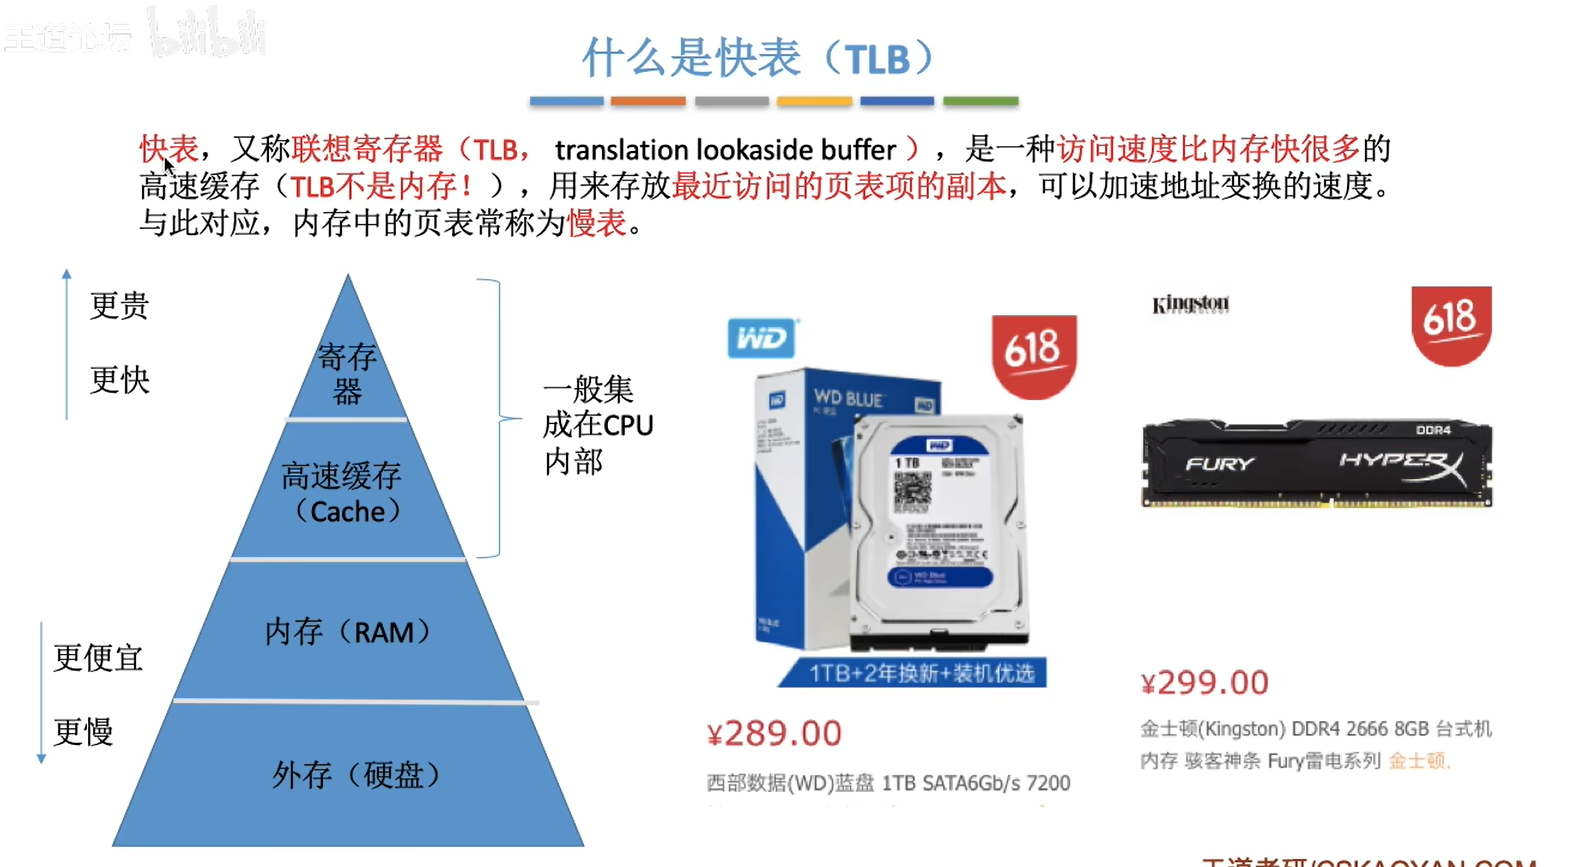 王道论坛 bilibili
什么是快表（TLB）
快表，又称联想寄存器（TLB， translation lookaside buffer ），是一种访问速度比内存快很多的
高速缓存（TLB不是内存！），用来存放最近访问的页表项的副本，可以加速地址变换的速度。
与此对应，内存中的页表常称为慢表。
更贵
更快
寄存
器
高速缓存
（Cache）
一般集
成在CPU
内部
内存（RAM）
更便宜
更慢
外存（硬盘）
WD
618
WD BLUE
WD
WD
WD
1 TB
WD Blue
1TB+2年换新+装机优选
¥289.00
西部数据(WD)蓝盘 1TB SATA6Gb/s 7200
Kingston
TECHNOLOGY
618
DDR4
FURY
HYPERX
¥299.00
金士顿(Kingston) DDR4 2666 8GB 台式机
内存 骇客神条 Fury雷电系列 金士顿,
王道考研/CSKAOYAN.COM